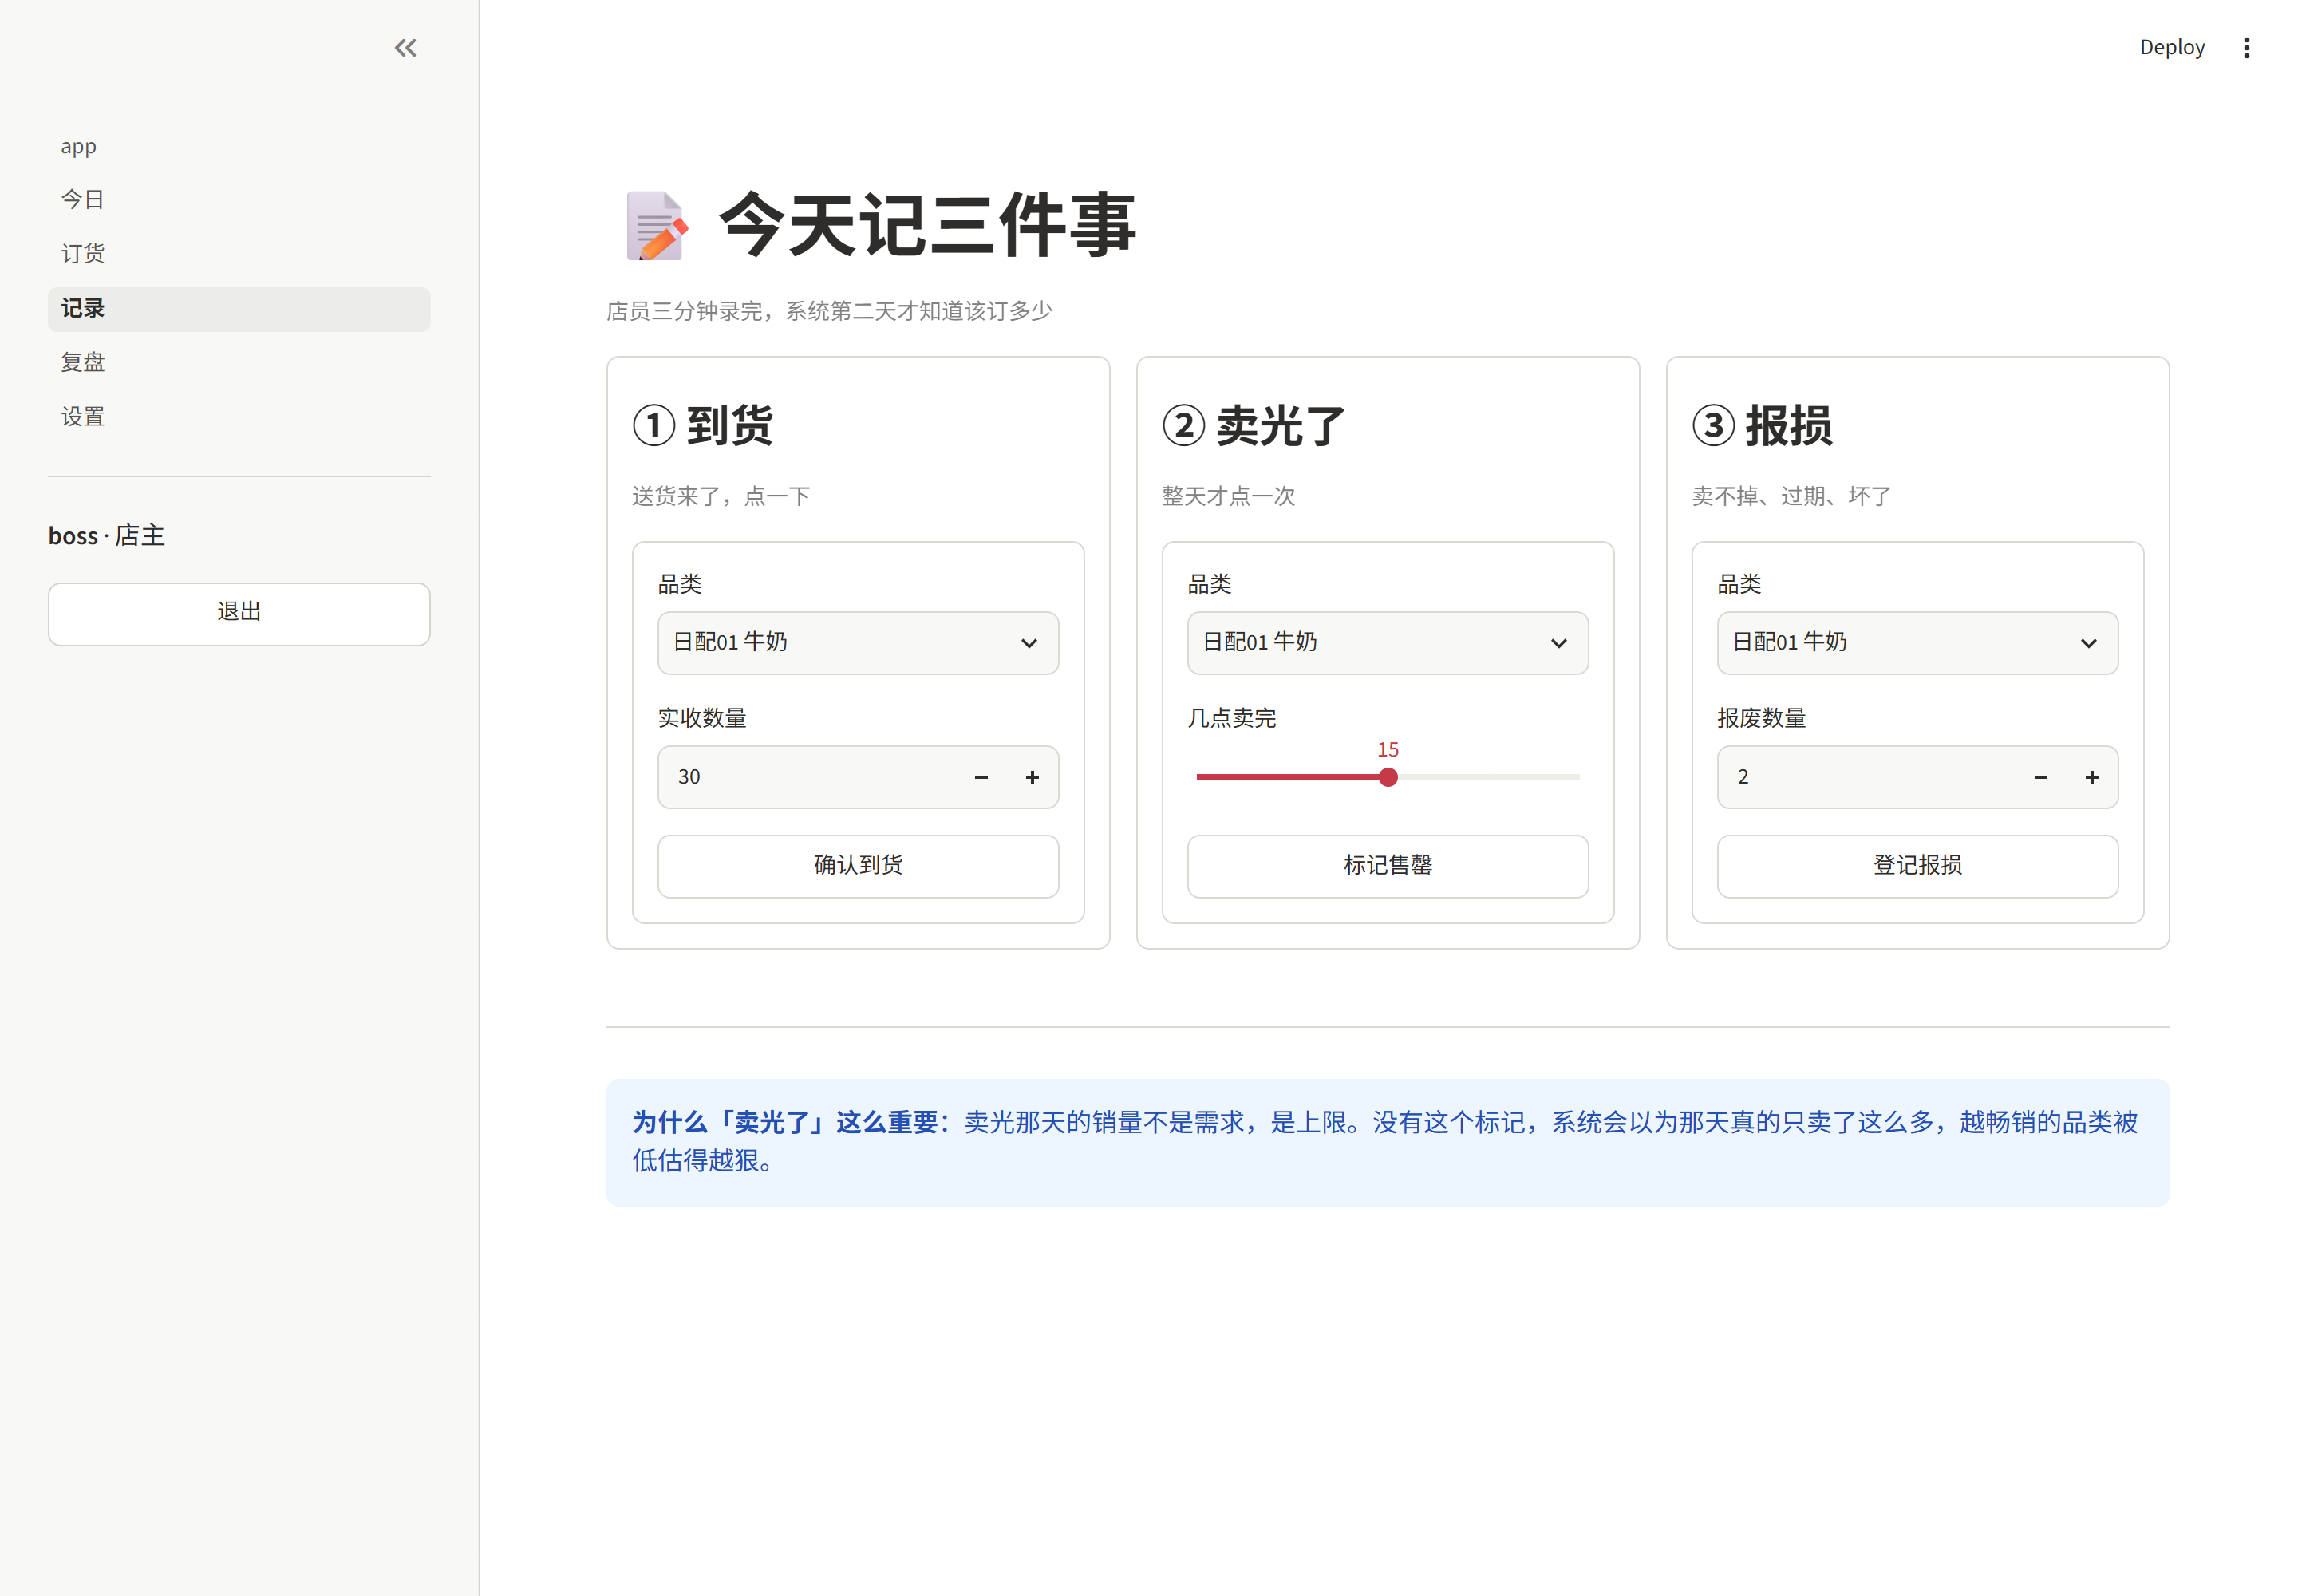 Deploy
app
今日
订货
记录
复盘
设置
boss · 店主
退出
今天记三件事
店员三分钟录完，系统第二天才知道该订多少
① 到货
送货来了，点一下
品类
日配01 牛奶
实收数量
30
确认到货
② 卖光了
整天才点一次
品类
日配01 牛奶
几点卖完
15
标记售罄
③ 报损
卖不掉、过期、坏了
品类
日配01 牛奶
报废数量
2
登记报损
为什么「卖光了」这么重要：卖光那天的销量不是需求，是上限。没有这个标记，系统会以为那天真的只卖了这么多，越畅销的品类被
低估得越狠。